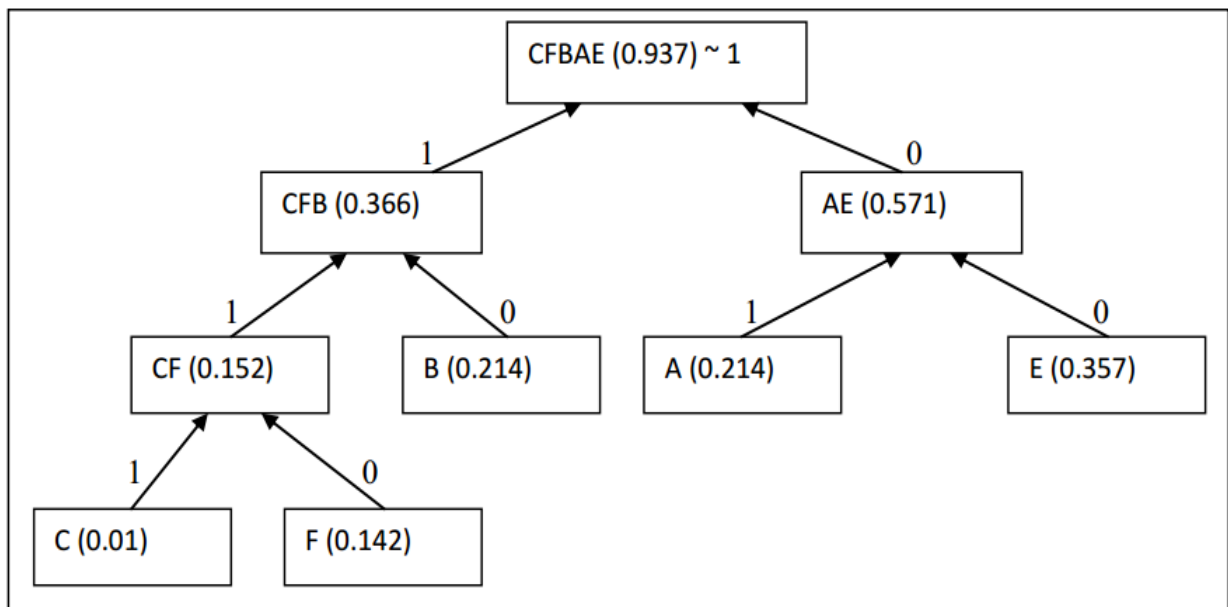 CFBAE (0.937) ~ 1
1
0
CFB (0.366)
AE (0.571)
1
0
1
0
CF (0.152)
B (0.214)
A (0.214)
E (0.357)
1
0
C (0.01)
F (0.142)